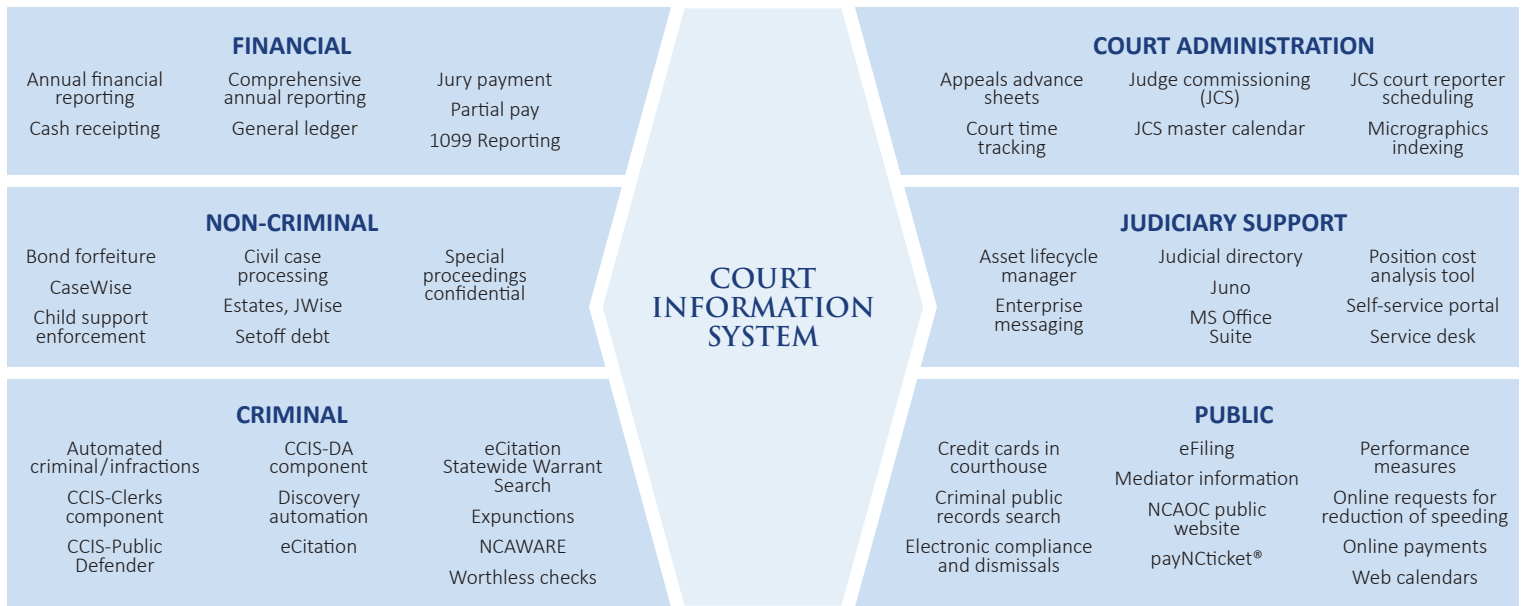 FINANCIAL
Annual financial
reporting
Cash receipting
Comprehensive
annual reporting
General ledger
Jury payment
Partial pay
1099 Reporting
NON-CRIMINAL
Bond forfeiture
CaseWise
Child support
enforcement
Civil case
processing
Estates, JWise
Setoff debt
Special
proceedings
confidential
CRIMINAL
Automated
criminal/infractions
CCIS-Clerks
component
CCIS-Public
Defender
CCIS-DA
component
Discovery
automation
eCitation
eCitation
Statewide Warrant
Search
Expunctions
NCAWARE
Worthless checks
COURT
INFORMATION
SYSTEM
COURT ADMINISTRATION
Appeals advance
sheets
Court time
tracking
Judge commissioning
(JCS)
JCS master calendar
JCS court reporter
scheduling
Micrographics
indexing
JUDICIARY SUPPORT
Asset lifecycle
manager
Enterprise
messaging
Judicial directory
Juno
MS Office
Suite
Position cost
analysis tool
Self-service portal
Service desk
PUBLIC
Credit cards in
courthouse
Criminal public
records search
Electronic compliance
and dismissals
eFiling
Mediator information
NCAOC public
website
payNCticket®
Performance
measures
Online requests for
reduction of speeding
Online payments
Web calendars